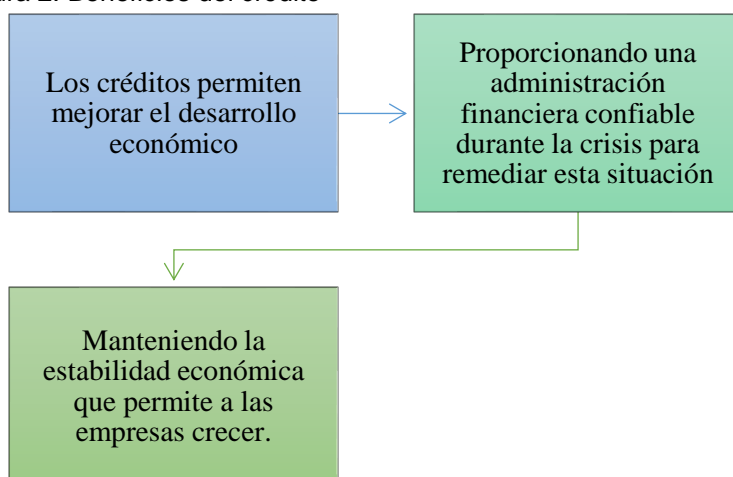 2. Beneficios del crédito
Los créditos permiten
mejorar el desarrollo
económico
Proporcionando una
administración
financiera confiable
durante la crisis para
remediar esta situación
Manteniendo la
estabilidad económica
que permite a las
empresas crecer.